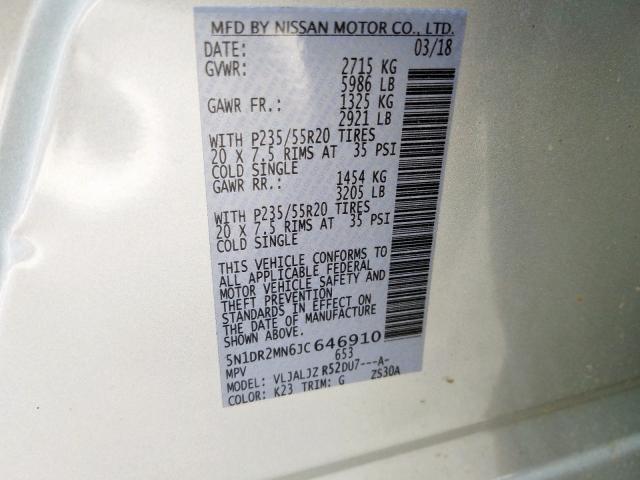 MFD BY NISSAN MOTOR CO., LTD.
DATE: 03/18
GVWR: 2715 KG
5986 LB
GAWR FR.: 1325 KG
2921 LB
WITH P235/55R20 TIRES
20 X 7.5 RIMS AT 35 PSI
COLD SINGLE
GAWR RR.: 1454 KG
3205 LB
WITH P235/55R20 TIRES
20 X 7.5 RIMS AT 35 PSI
COLD SINGLE
THIS VEHICLE CONFORMS TO
ALL APPLICABLE FEDERAL
MOTOR VEHICLE SAFETY AND
THEFT PREVENTION
STANDARDS IN EFFECT ON
THE DATE OF MANUFACTURE
SHOWN ABOVE.
5N1DR2MN6JC646910
MPV 653
MODEL: VLJALJZ R52DU7---A-
COLOR: K23 TRIM: G ZS30A